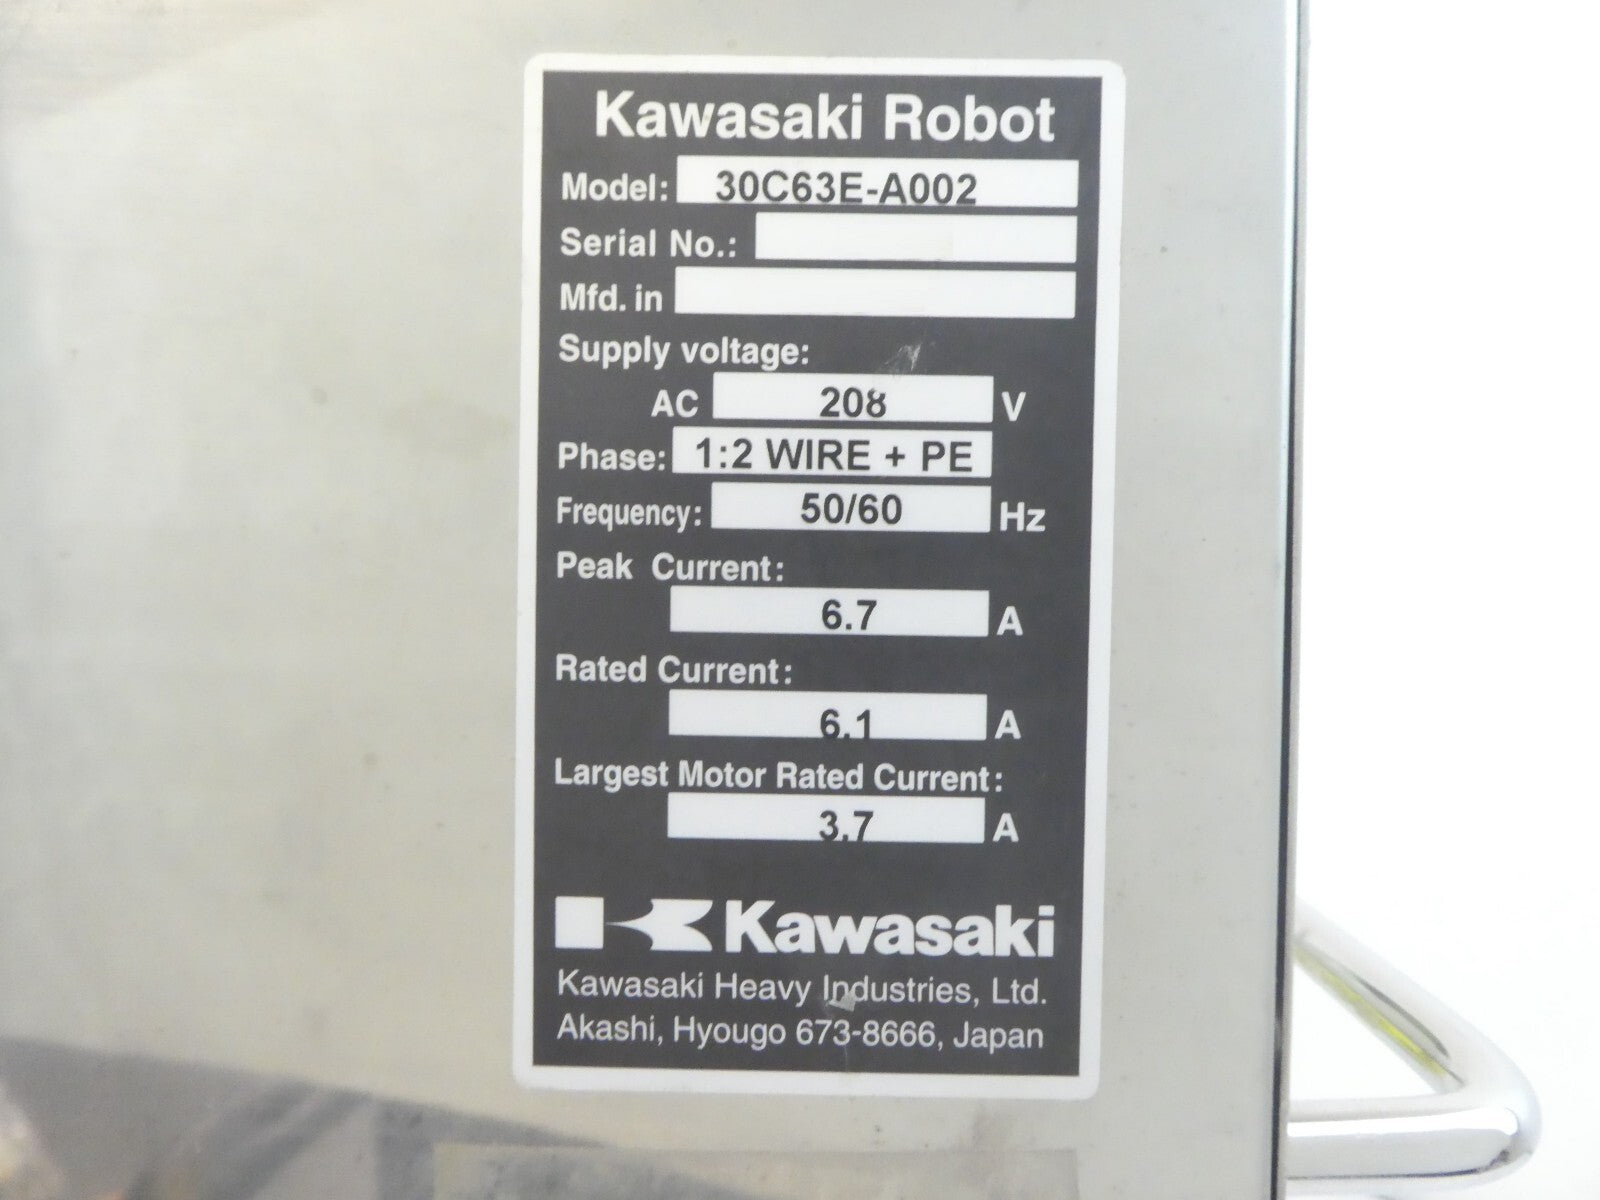 Kawasaki Robot
Model: 30C63E-A002
Serial No.:
Mfd. in
Supply voltage:
AC 208 V
Phase: 1:2 WIRE + PE
Frequency: 50/60 Hz
Peak Current:
6.7 A
Rated Current:
6.1 A
Largest Motor Rated Current:
3.7 A
Kawasaki
Kawasaki Heavy Industries, Ltd.
Akashi, Hyougo 673-8666, Japan